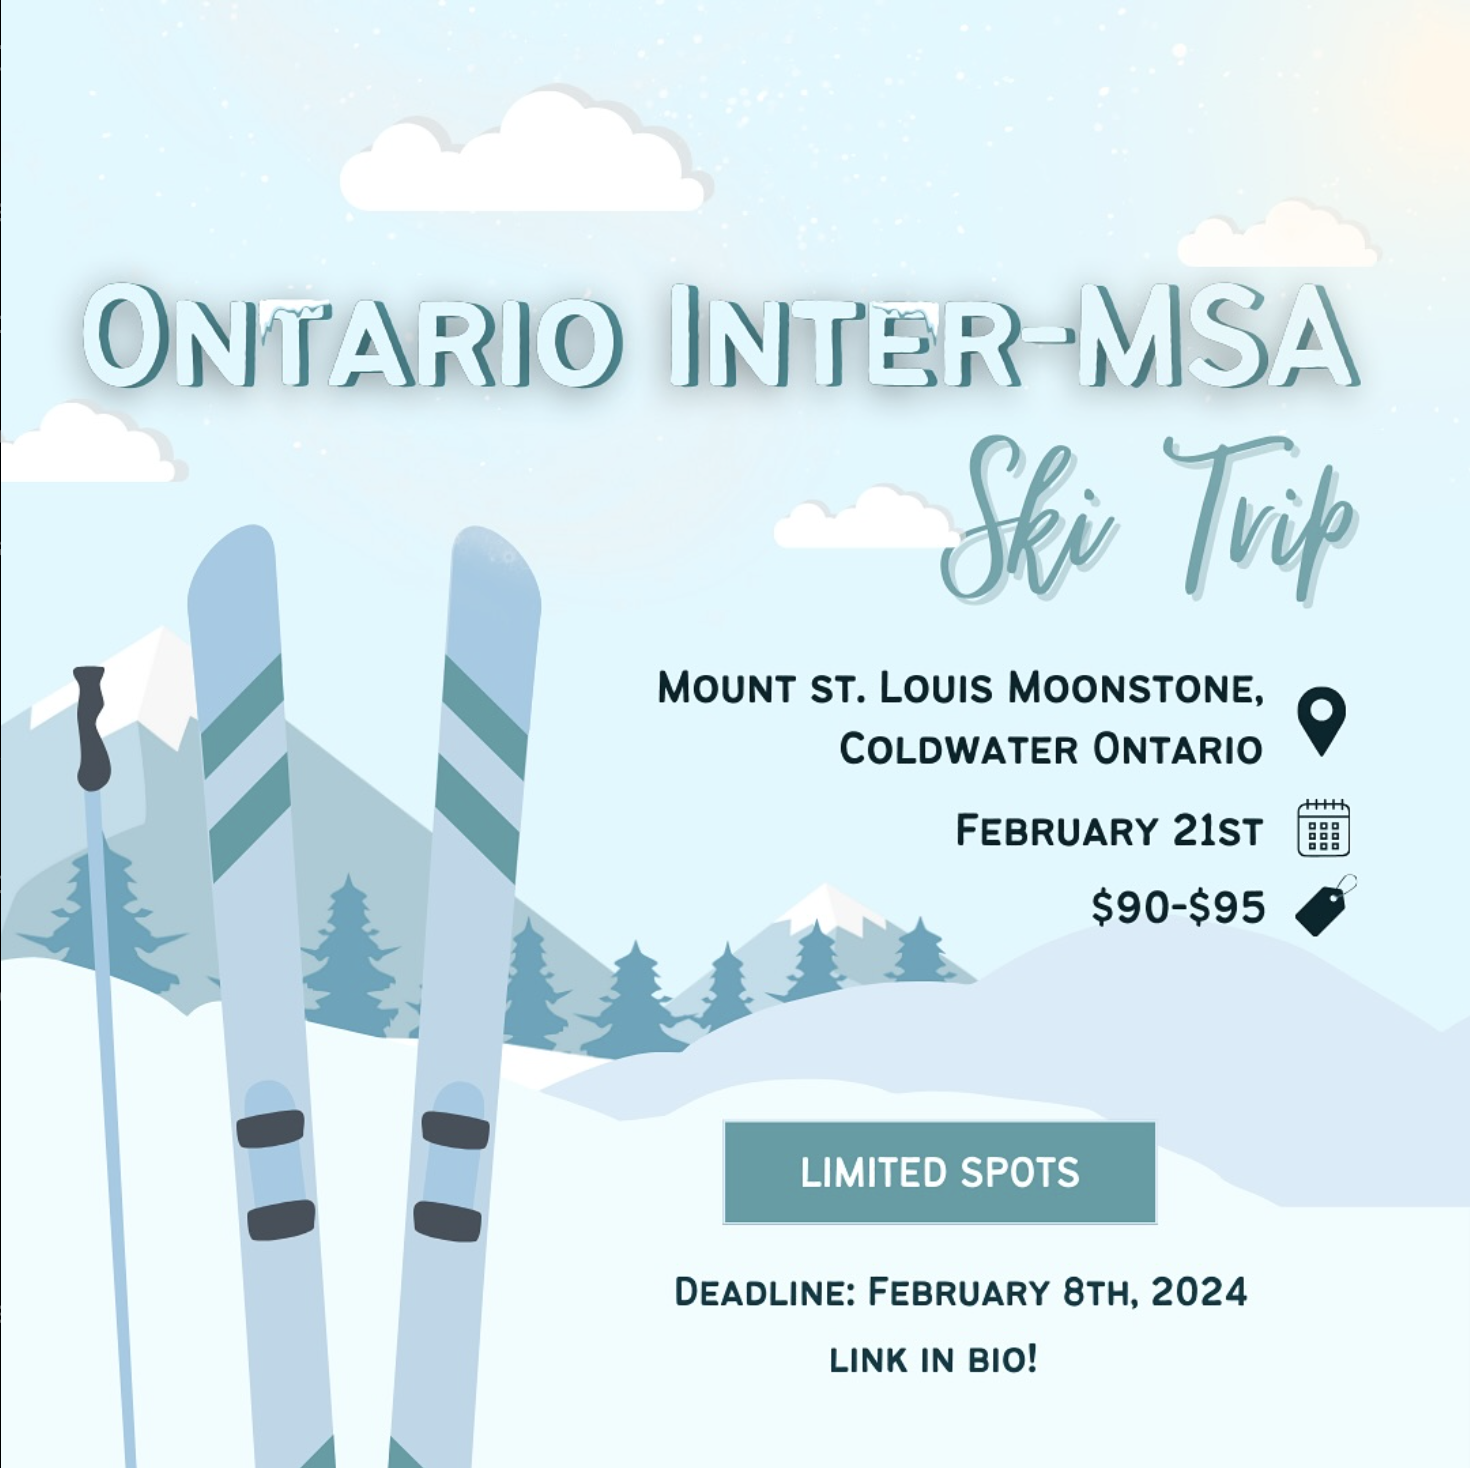 Ontario Inter-MSA
Ski Trip
Mount st. Louis Moonstone,
Coldwater Ontario
February 21st
$90-$95
LIMITED SPOTS
Deadline: February 8th, 2024
link in bio!